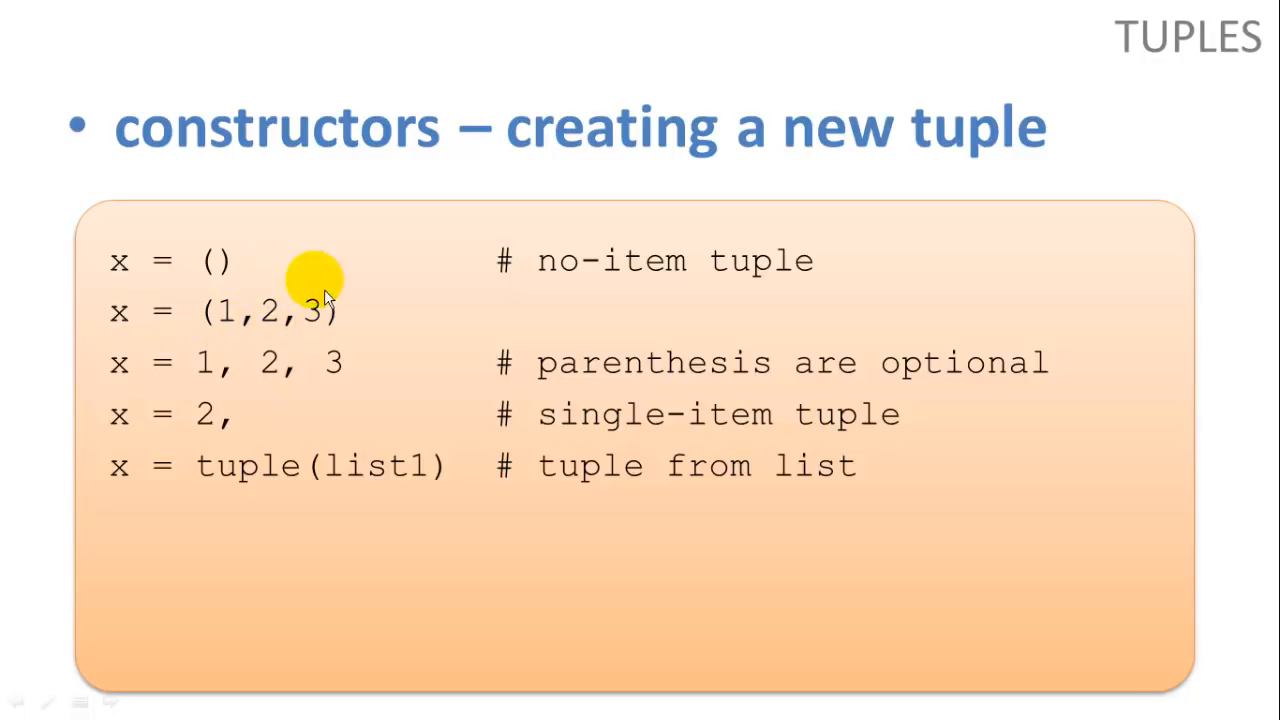 TUPLES
• constructors – creating a new tuple
x = () # no-item tuple
x = (1,2,3)
x = 1, 2, 3 # parenthesis are optional
x = 2, # single-item tuple
x = tuple(list1) # tuple from list